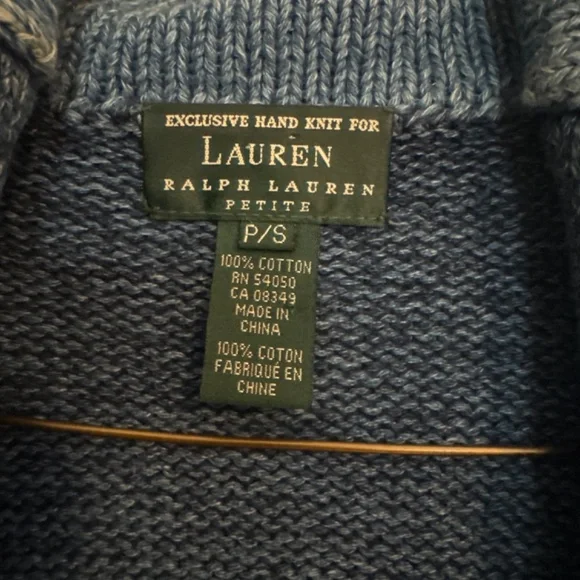 EXCLUSIVE HAND KNIT FOR
LAUREN
RALPH LAUREN
PETITE
P/S
100% COTTON
RN 54050
CA 08349
MADE IN
CHINA
100% COTON
FABRIQUÉ EN
CHINE